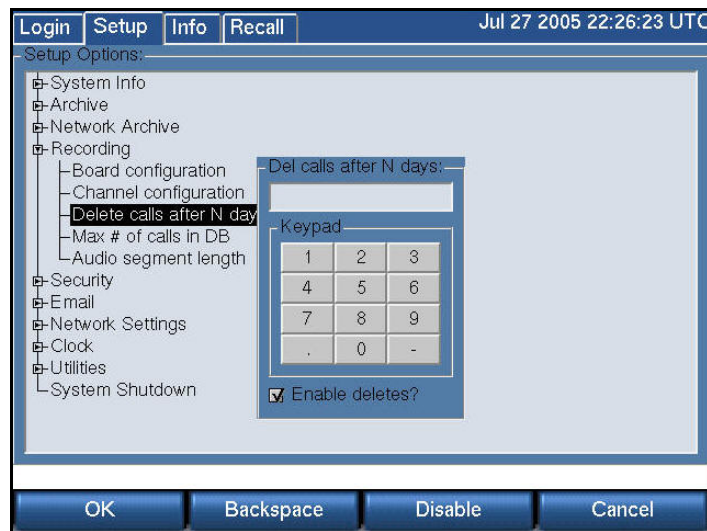 Login Setup Info Recall Jul 27 2005 22:26:23 UTC
Setup Options:
System Info
Archive
Network Archive
Recording
Board configuration
Channel configuration
Delete calls after N day
Max # of calls in DB
Audio segment length
Security
Email
Network Settings
Clock
Utilities
System Shutdown
Del calls after N days:
Keypad
1 2 3
4 5 6
7 8 9
. 0 -
Enable deletes?
OK Backspace Disable Cancel